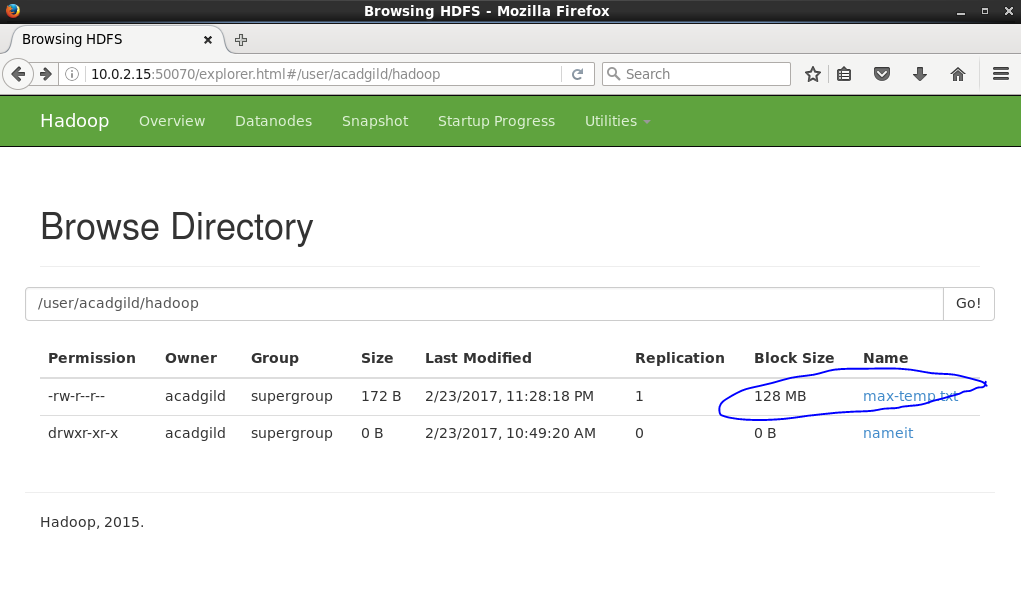 Browsing HDFS - Mozilla Firefox
Browsing HDFS
10.0.2.15:50070/explorer.html#/user/acadgild/hadoop
Search
Hadoop Overview Datanodes Snapshot Startup Progress Utilities
Browse Directory
/user/acadgild/hadoop Go!
Permission Owner Group Size Last Modified Replication Block Size Name
-rw-r--r-- acadgild supergroup 172 B 2/23/2017, 11:28:18 PM 1 128 MB max-temp.txt
drwxr-xr-x acadgild supergroup 0 B 2/23/2017, 10:49:20 AM 0 0 B nameit
Hadoop, 2015.